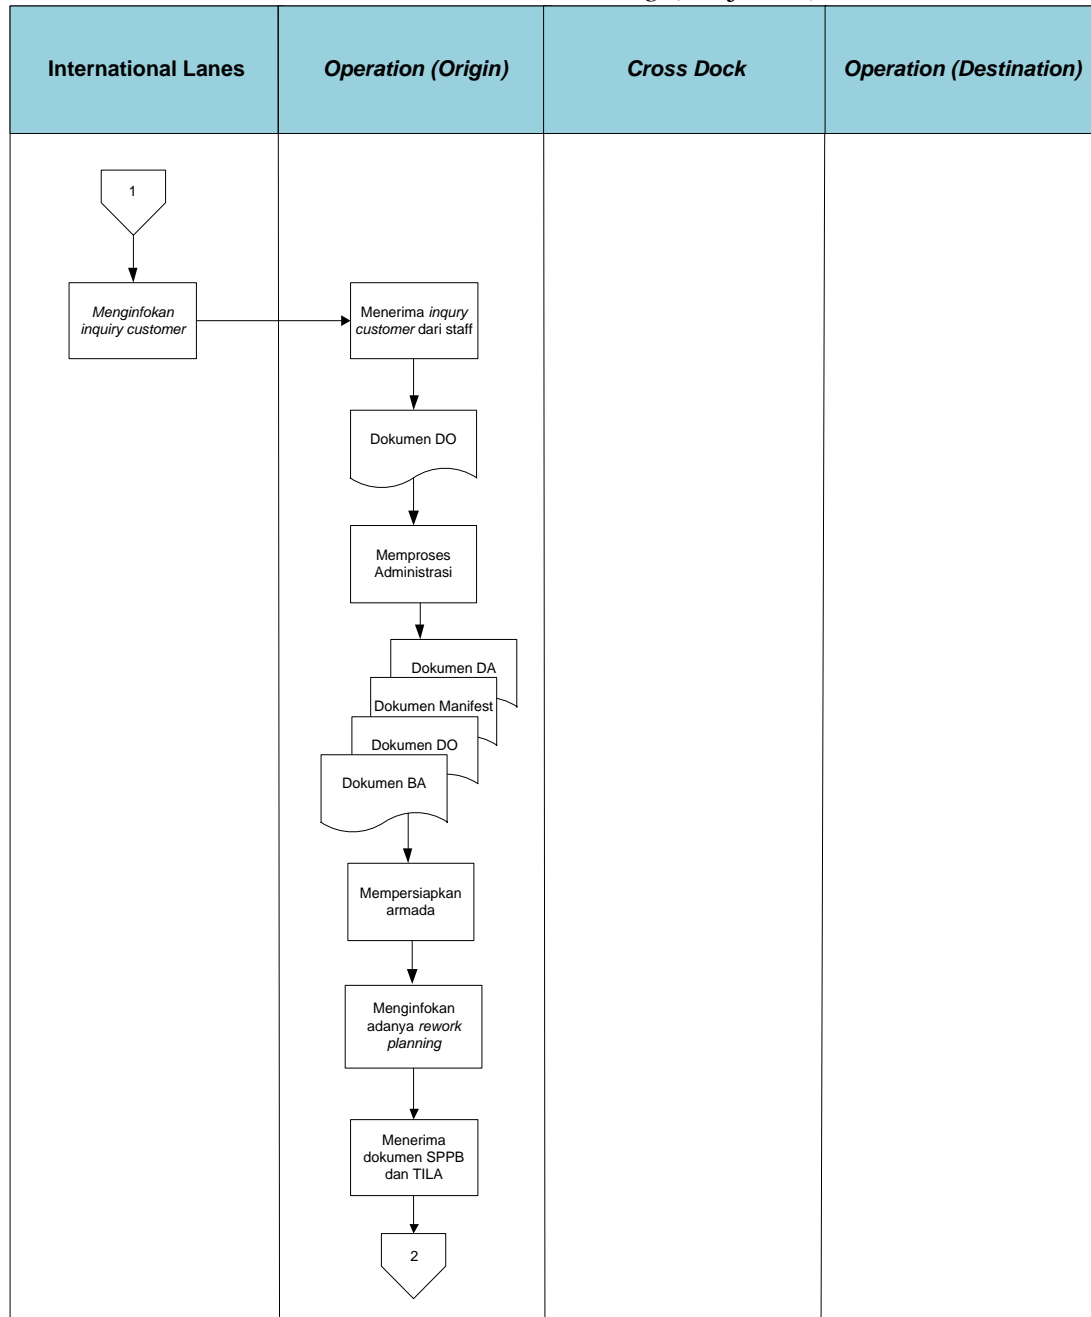 International Lanes
Operation (Origin)
Cross Dock
Operation (Destination)
1
Menginfokan
inquiry customer
Menerima inqury
customer dari staff
Dokumen DO
Memproses
Administrasi
Dokumen DA
Dokumen Manifest
Dokumen DO
Dokumen BA
Mempersiapkan
armada
Menginfokan
adanya rework
planning
Menerima
dokumen SPPB
dan TILA
2